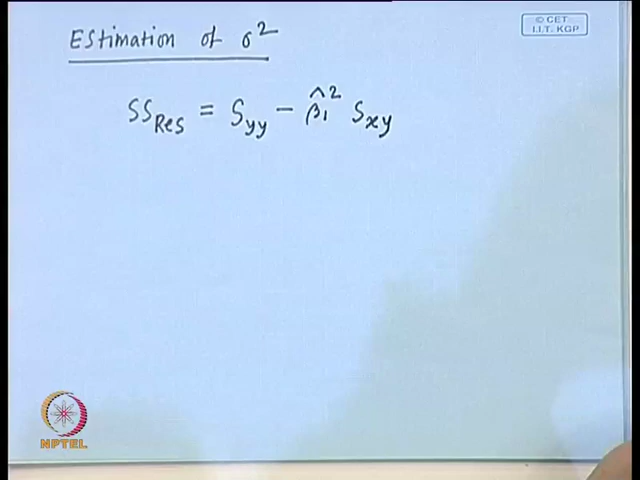 Estimation of σ²
© CET
I.I.T. KGP
SS_Res = S_yy - β̂₁² S_xy
NPTEL